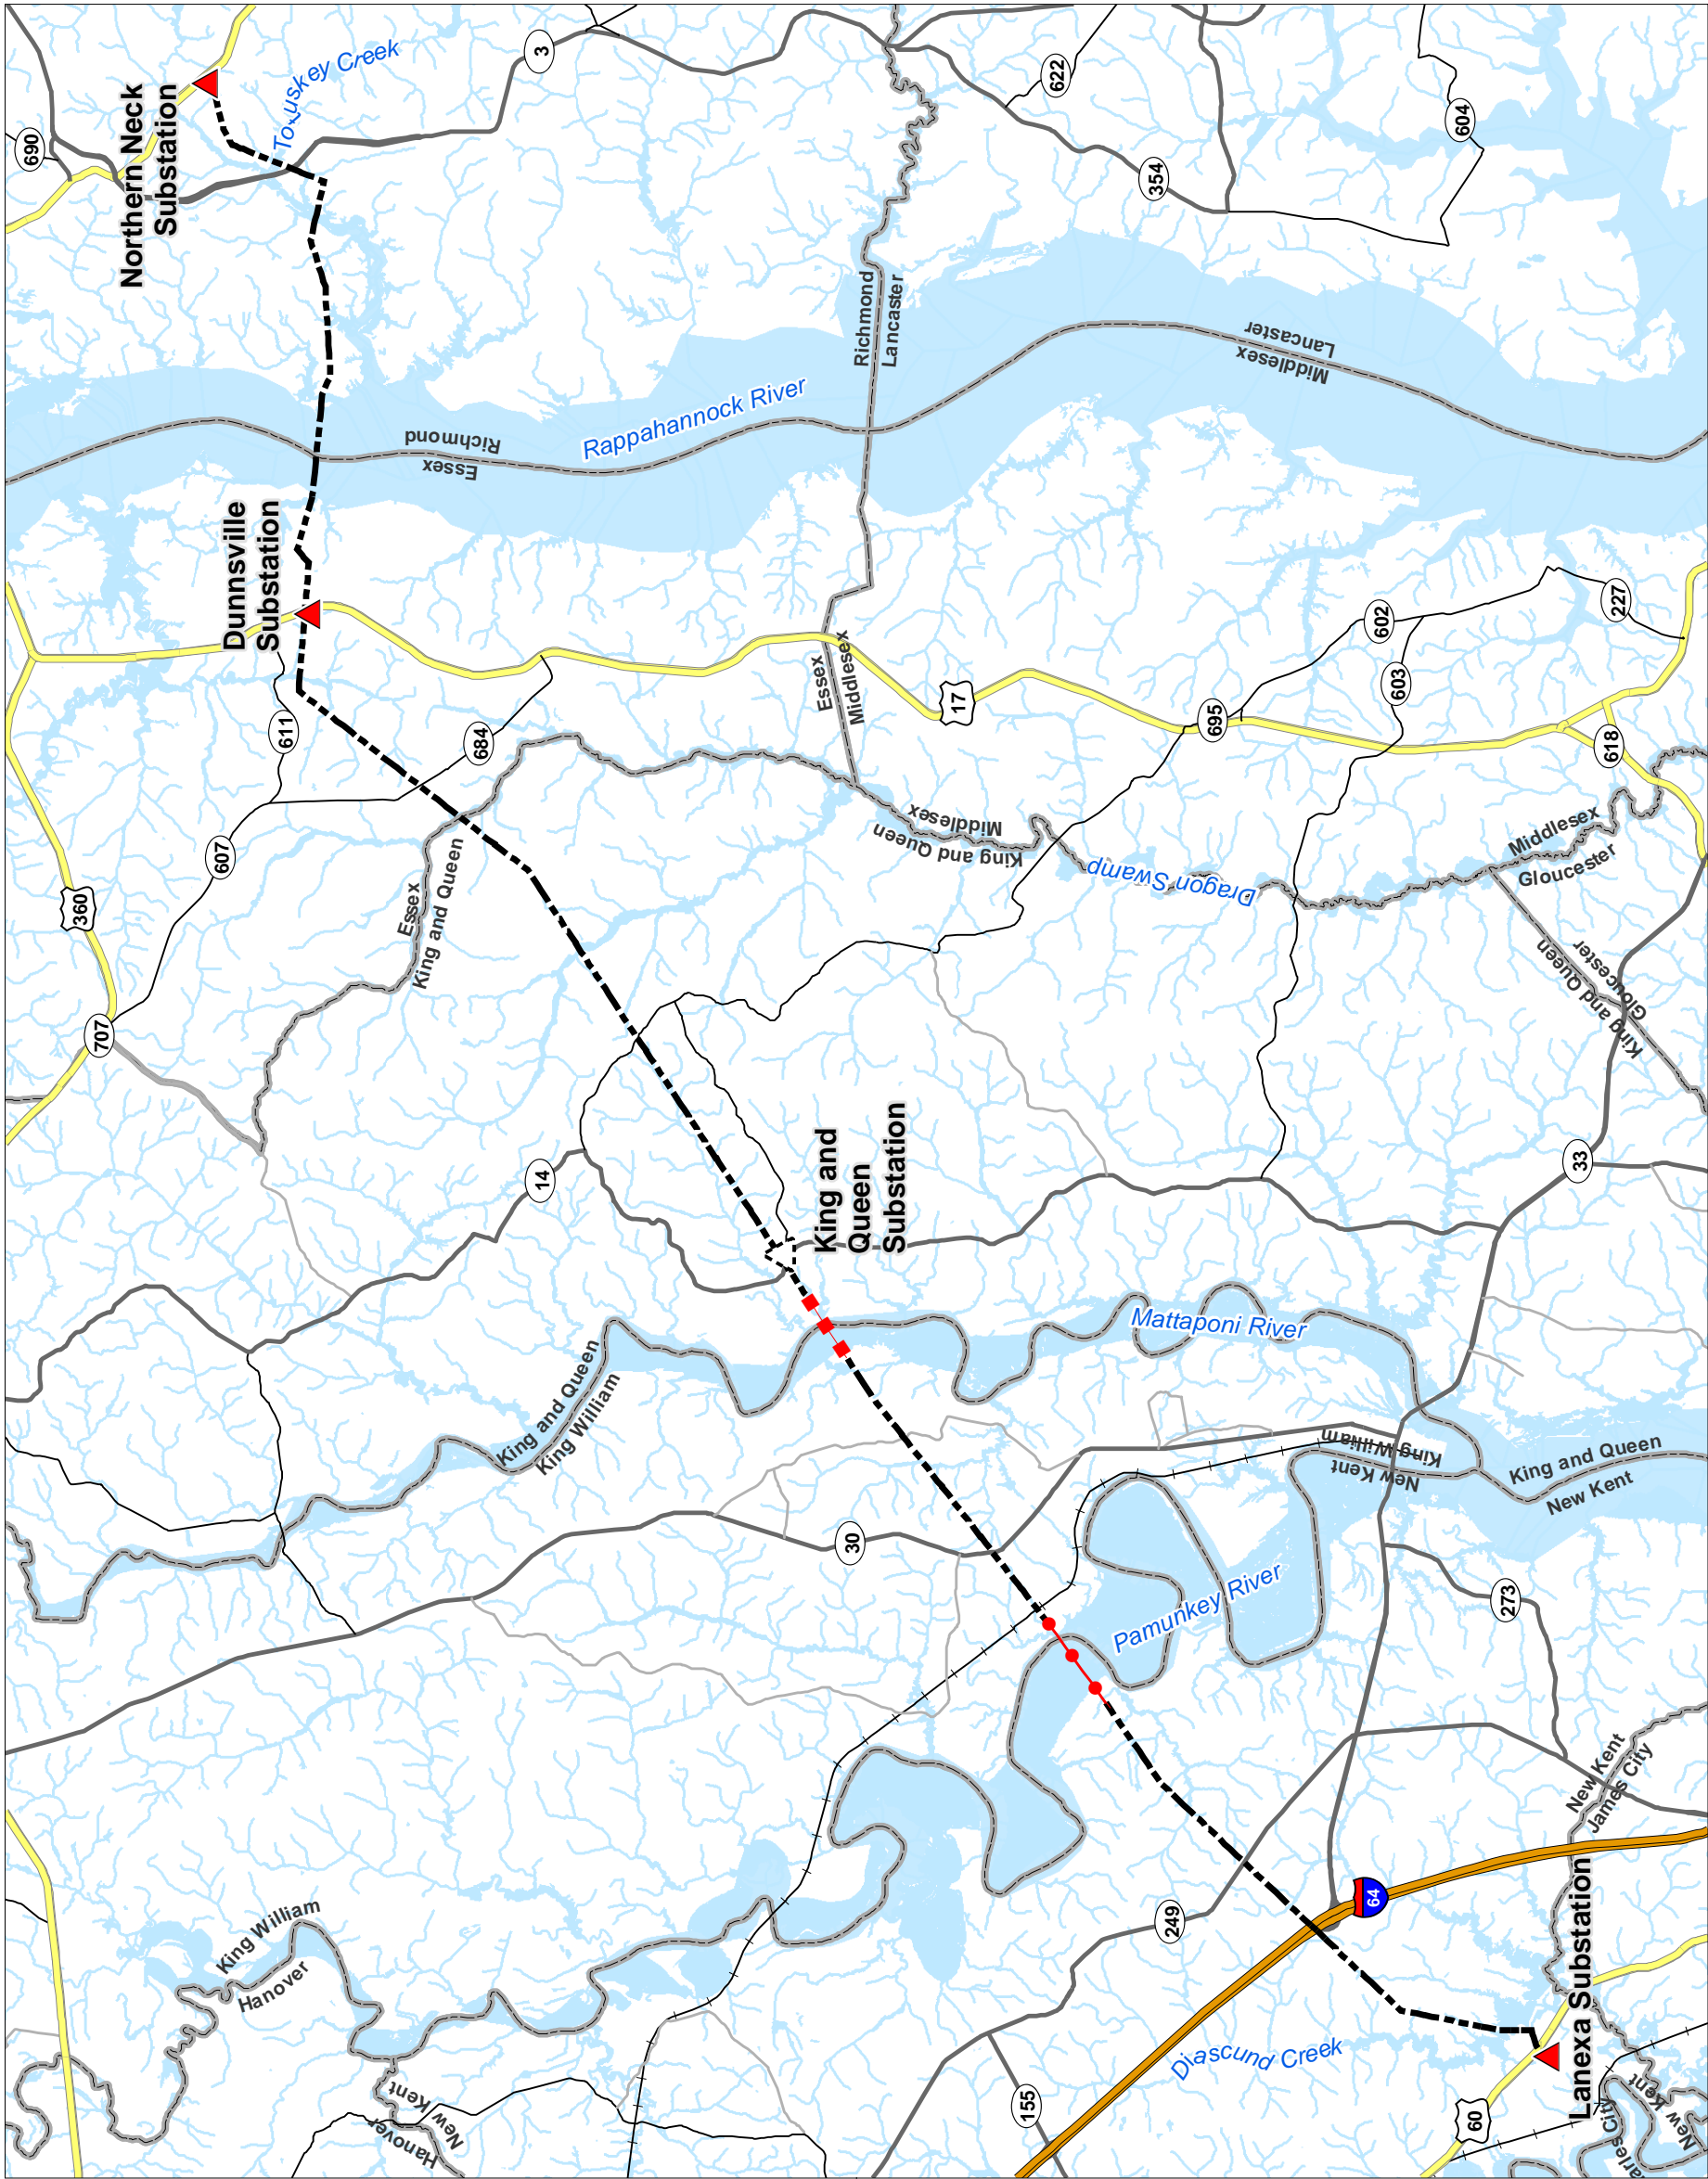 690
Northern Neck
Substation
Totuskey Creek
3
622
604
354
Richmond
Lancaster
Middlesex
Lancaster
Rappahannock River
Richmond
Essex
Dunnsville
Substation
611
684
607
360
707
Essex
Middlesex
17
602
603
227
695
618
Middlesex
King and Queen
Dragon Swamp
Middlesex
Gloucester
King and Queen
Gloucester
Essex
King and Queen
14
King and
Queen
Substation
33
Mattaponi River
King and Queen
King William
30
King William
New Kent
King and Queen
New Kent
Pamunkey River
273
New Kent
James City
64
249
King William
Hanover
Diascund Creek
155
60
Lanexa Substation
New Kent
Hanover
New Kent